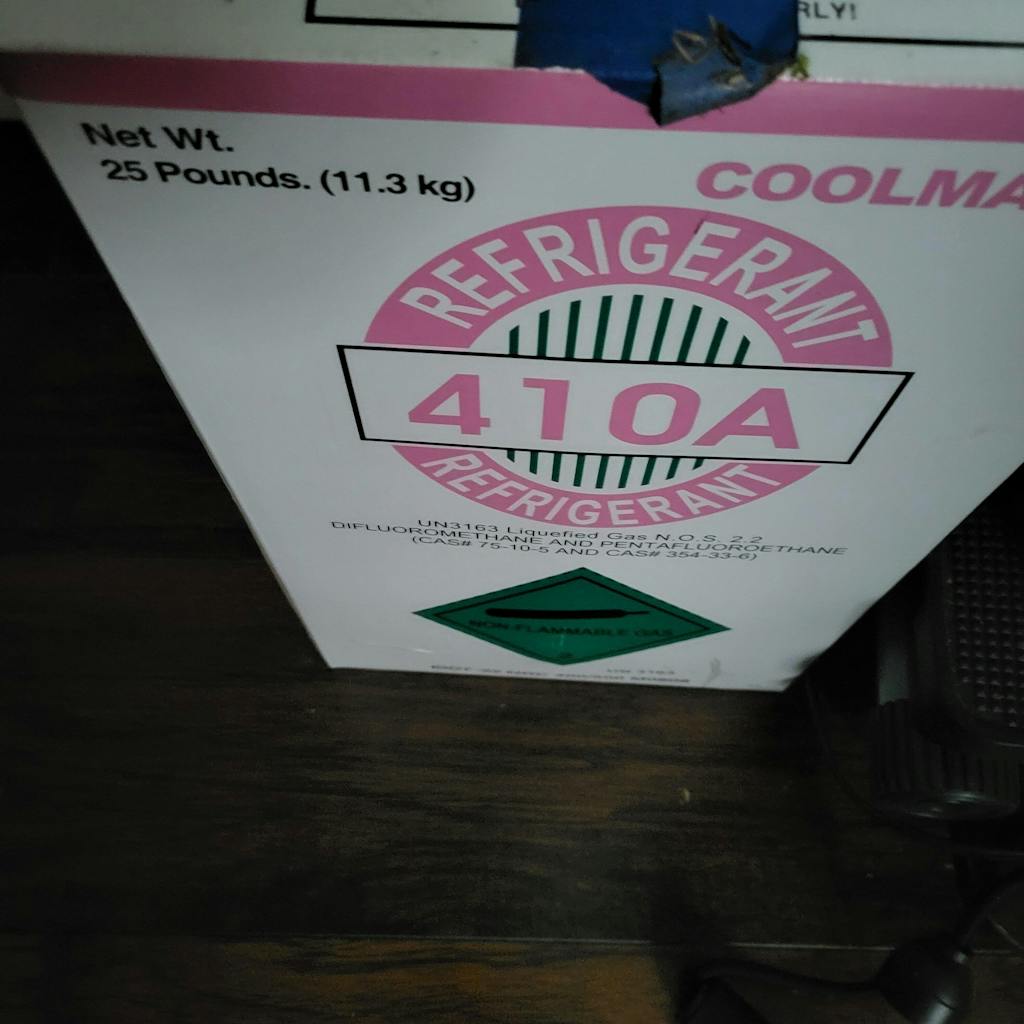 RLY!
Net Wt.
25 Pounds. (11.3 kg)
COOLMA
REFRIGERANT
410A
REFRIGERANT
UN3163 Liquefied Gas N.O.S. 2.2
DIFLUOROMETHANE AND PENTAFLUOROETHANE
(CAS# 75-10-5 AND CAS# 354-33-6)
NON-FLAMMABLE GAS